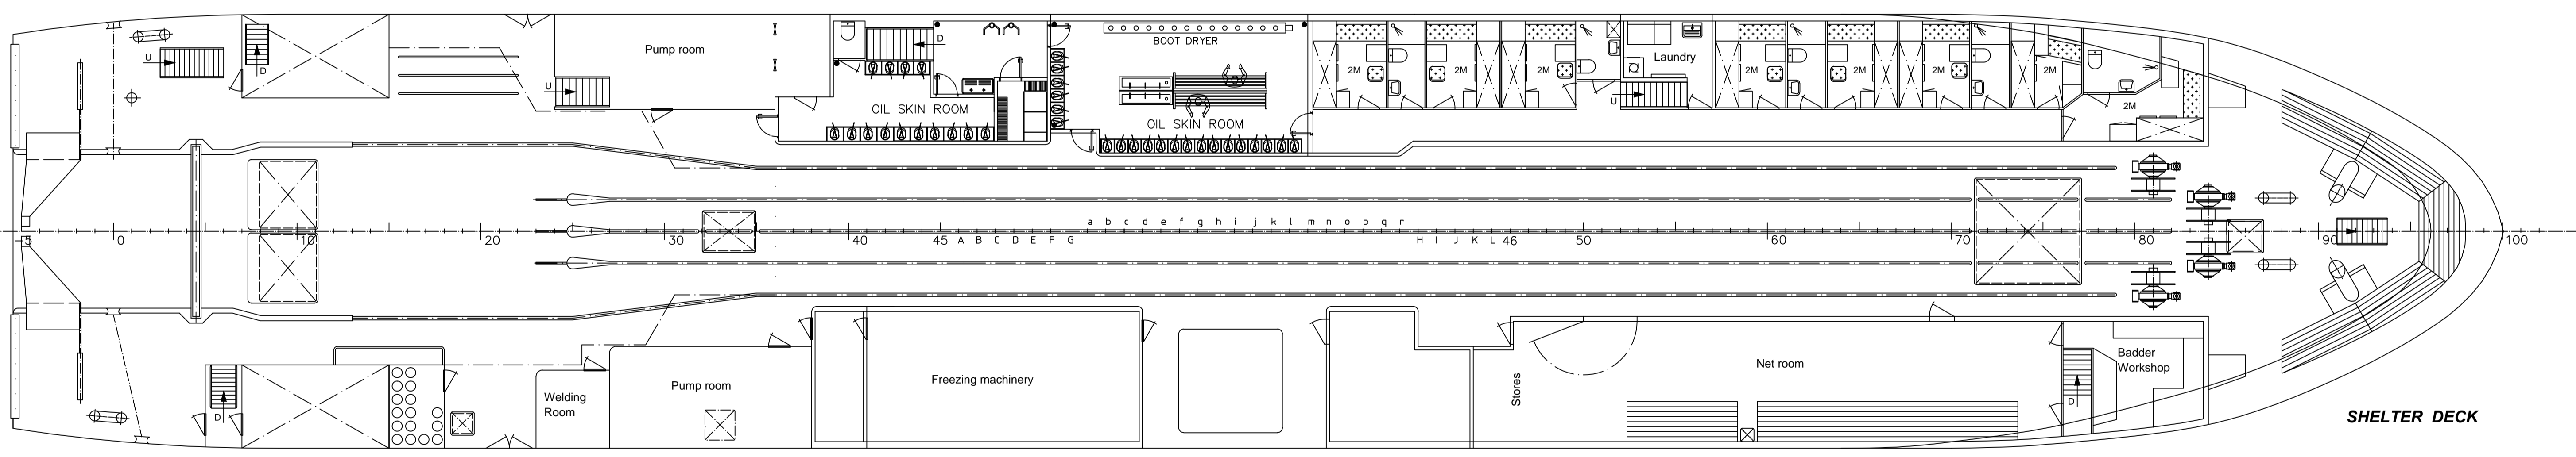 U
D
Pump room
U
D
OIL SKIN ROOM
BOOT DRYER
OIL SKIN ROOM
2M
2M
2M
Laundry
U
2M
2M
2M
2M
2M
a b c d e f g h i j k l m n o p q r
-5 0 10 20 30 40 45 A B C D E F G H I J K L 46 50 60 70 80 90 100
D
Welding
Room
Pump room
Freezing machinery
Stores
Net room
D
Badder
Workshop
SHELTER DECK